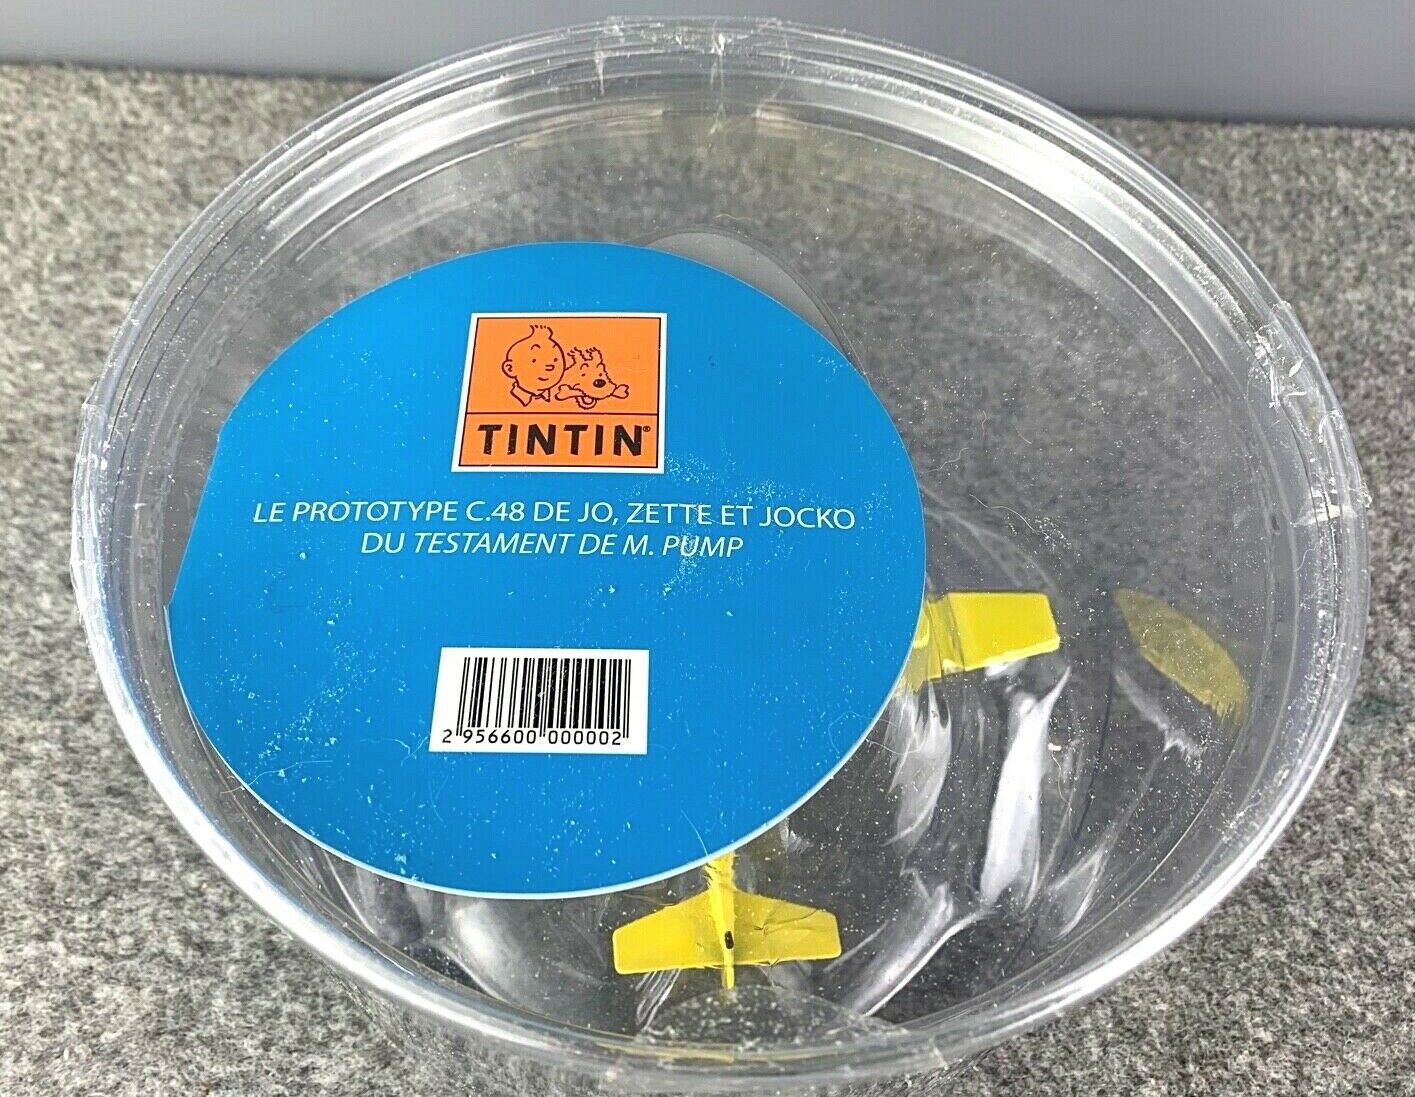 TINTIN®
LE PROTOTYPE C.48 DE JO, ZETTE ET JOCKO
DU TESTAMENT DE M. PUMP
2 956600 000002